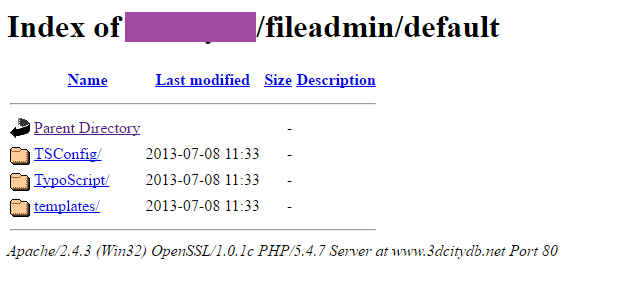 Index of /fileadmin/default
Name Last modified Size Description
Parent Directory -
TSConfig/ 2013-07-08 11:33 -
TypoScript/ 2013-07-08 11:33 -
templates/ 2013-07-08 11:33 -
Apache/2.4.3 (Win32) OpenSSL/1.0.1c PHP/5.4.7 Server at www.3dcitydb.net Port 80